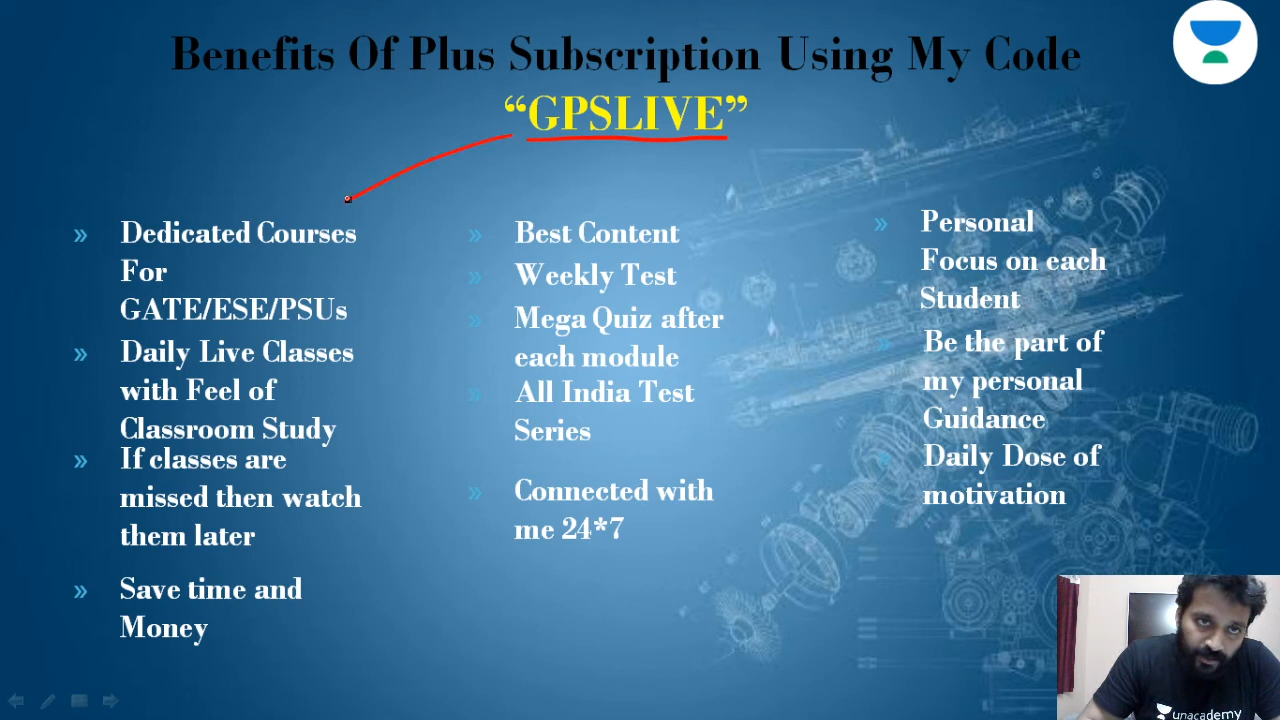 Benefits Of Plus Subscription Using My Code
“GPSLIVE”
» Dedicated Courses
For
GATE/ESE/PSUs
» Daily Live Classes
with Feel of
Classroom Study
» If classes are
missed then watch
them later
» Save time and
Money
» Best Content
» Weekly Test
» Mega Quiz after
each module
» All India Test
Series
» Connected with
me 24*7
» Personal
Focus on each
Student
» Be the part of
my personal
Guidance
» Daily Dose of
motivation
unacademy